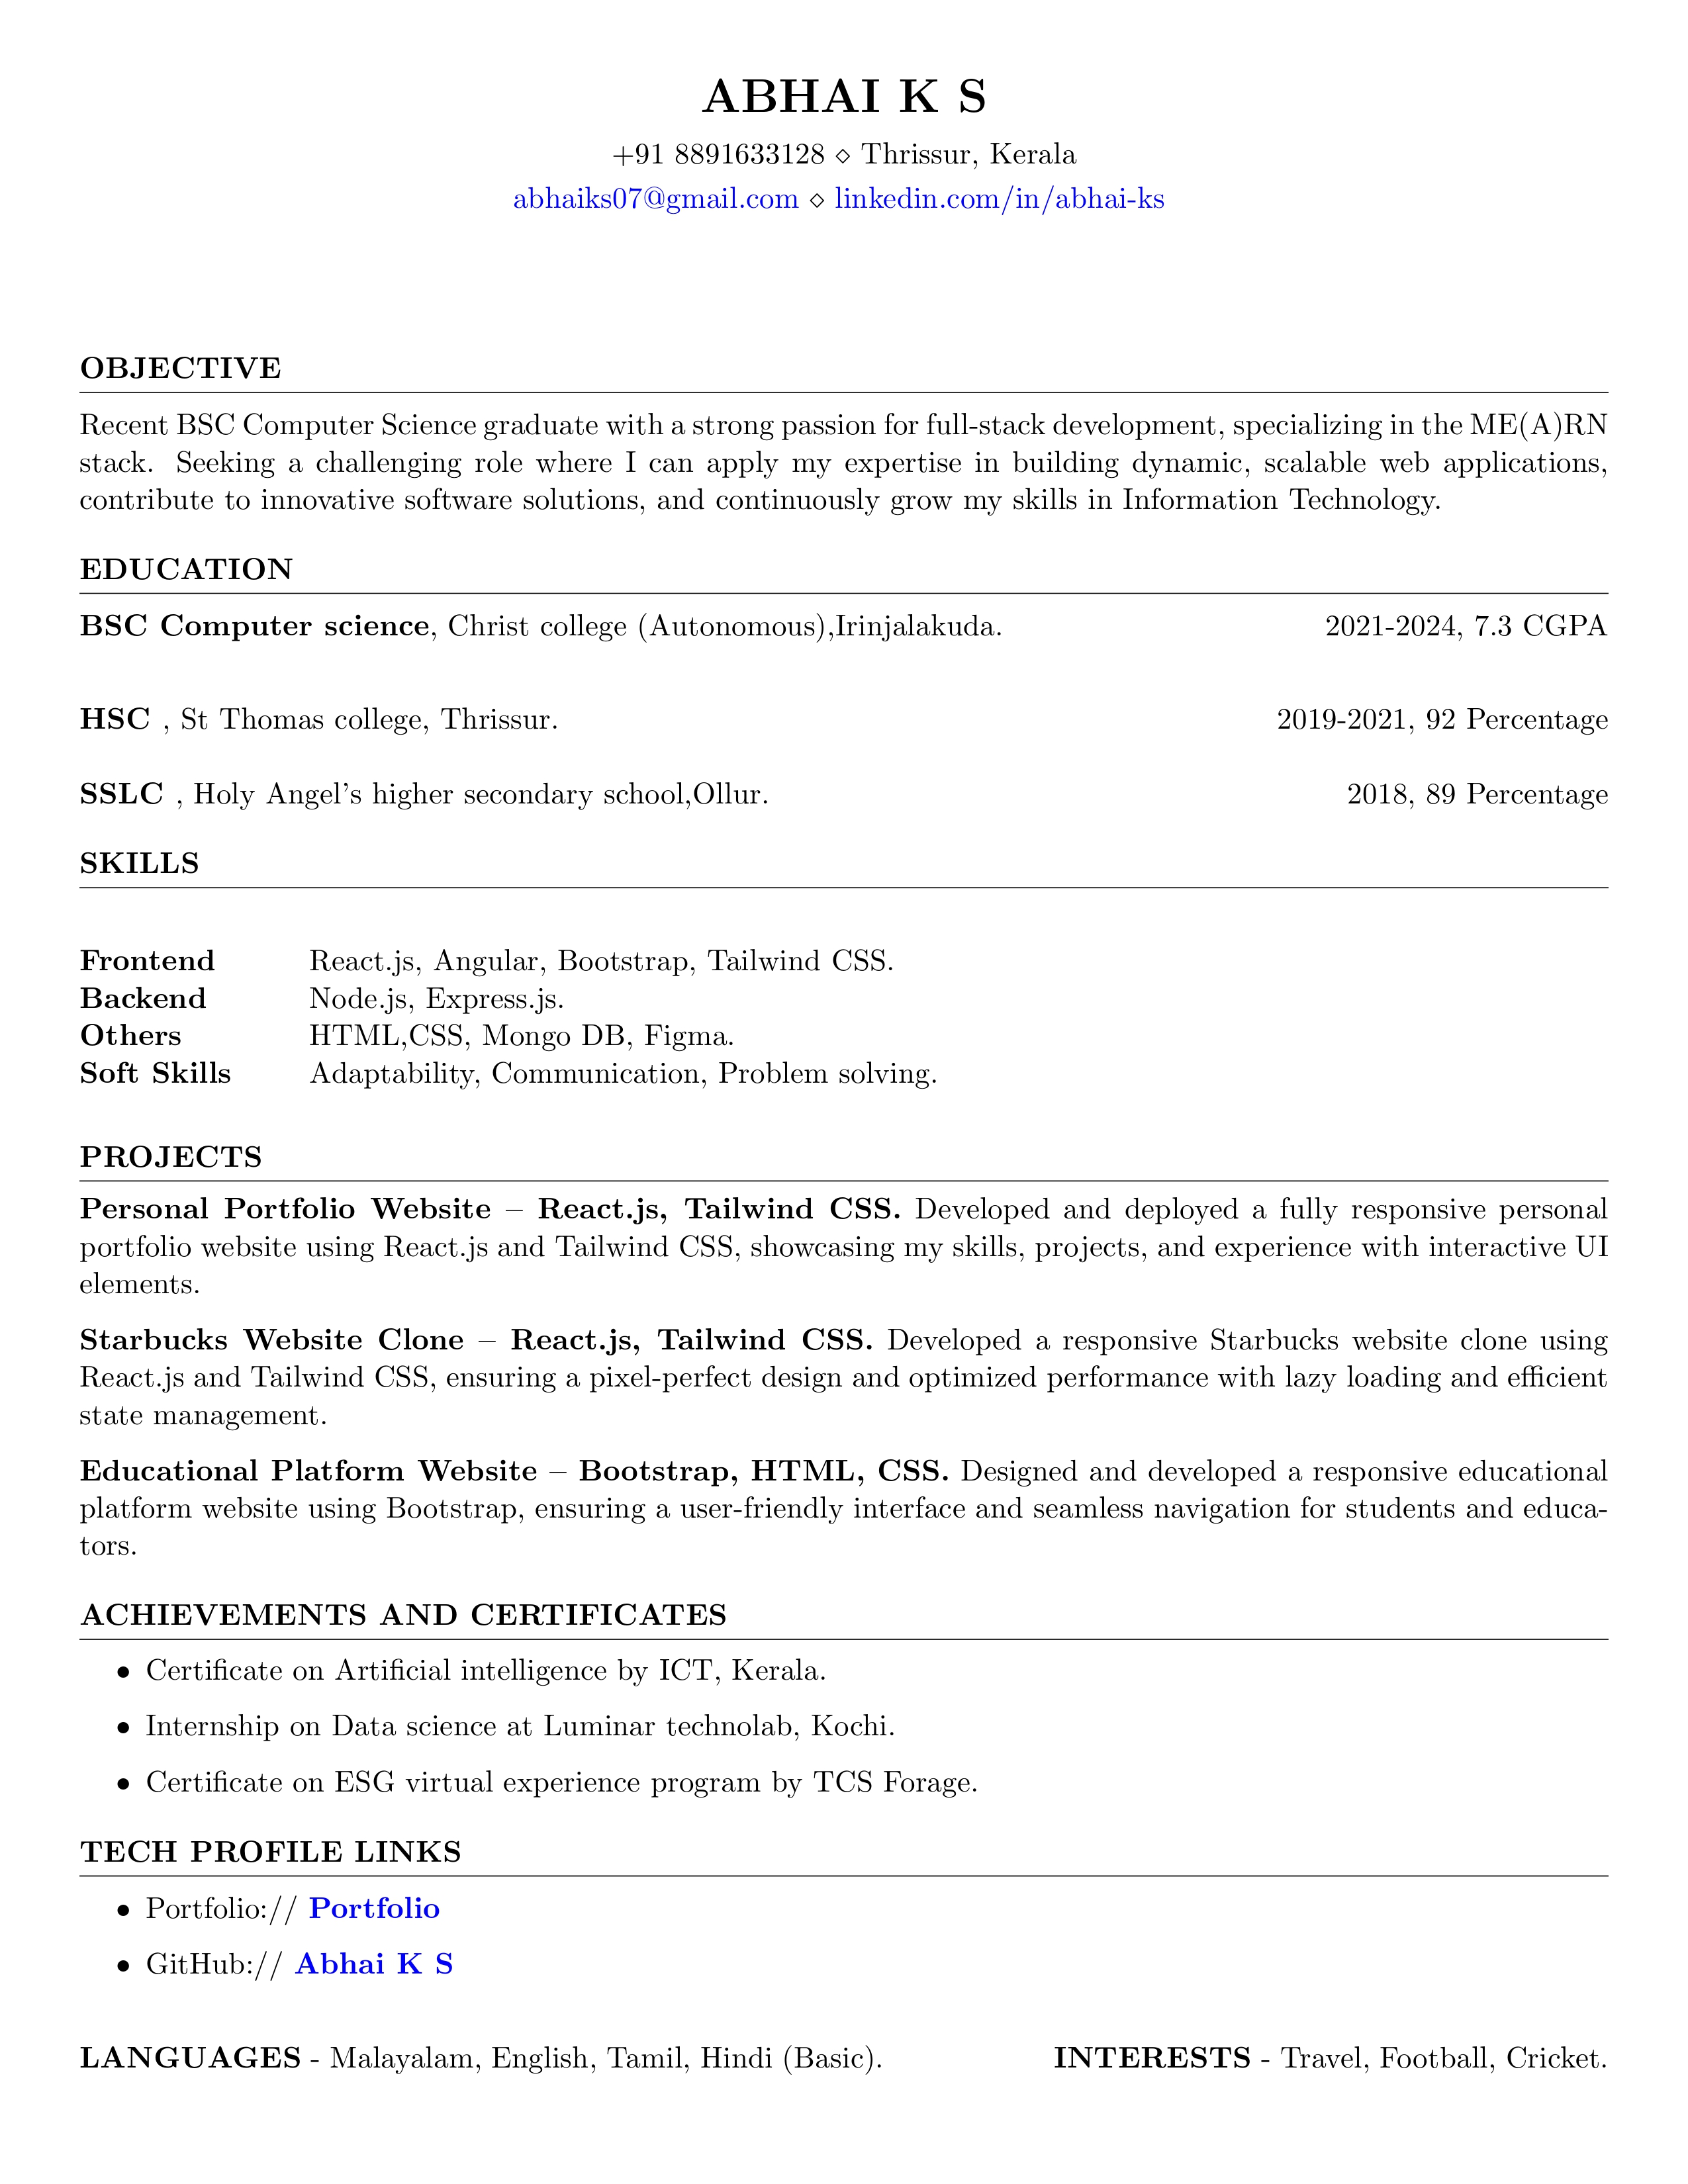 ABHAI K S
+91 8891633128 ⋄ Thrissur, Kerala
abhaiks07@gmail.com ⋄ linkedin.com/in/abhai-ks
OBJECTIVE
Recent BSC Computer Science graduate with a strong passion for full-stack development, specializing in the ME(A)RN
stack. Seeking a challenging role where I can apply my expertise in building dynamic, scalable web applications,
contribute to innovative software solutions, and continuously grow my skills in Information Technology.
EDUCATION
BSC Computer science, Christ college (Autonomous),Irinjalakuda. 2021-2024, 7.3 CGPA
HSC , St Thomas college, Thrissur. 2019-2021, 92 Percentage
SSLC , Holy Angel's higher secondary school,Ollur. 2018, 89 Percentage
SKILLS
Frontend React.js, Angular, Bootstrap, Tailwind CSS.
Backend Node.js, Express.js.
Others HTML,CSS, Mongo DB, Figma.
Soft Skills Adaptability, Communication, Problem solving.
PROJECTS
Personal Portfolio Website – React.js, Tailwind CSS. Developed and deployed a fully responsive personal
portfolio website using React.js and Tailwind CSS, showcasing my skills, projects, and experience with interactive UI
elements.
Starbucks Website Clone – React.js, Tailwind CSS. Developed a responsive Starbucks website clone using
React.js and Tailwind CSS, ensuring a pixel-perfect design and optimized performance with lazy loading and efficient
state management.
Educational Platform Website – Bootstrap, HTML, CSS. Designed and developed a responsive educational
platform website using Bootstrap, ensuring a user-friendly interface and seamless navigation for students and educa-
tors.
ACHIEVEMENTS AND CERTIFICATES
• Certificate on Artificial intelligence by ICT, Kerala.
• Internship on Data science at Luminar technolab, Kochi.
• Certificate on ESG virtual experience program by TCS Forage.
TECH PROFILE LINKS
• Portfolio:// Portfolio
• GitHub:// Abhai K S
LANGUAGES - Malayalam, English, Tamil, Hindi (Basic). INTERESTS - Travel, Football, Cricket.